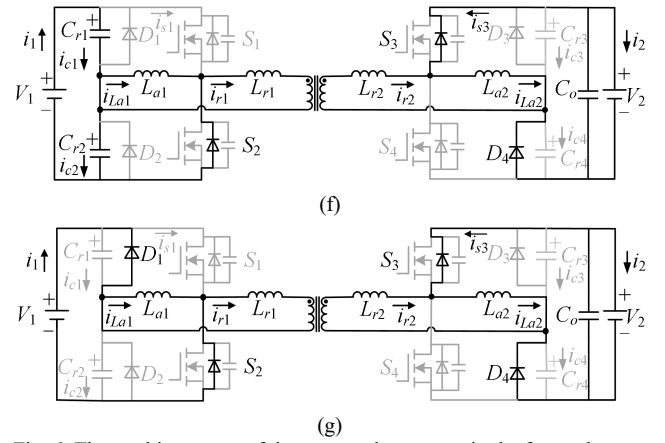 i1 Cr1 + ic1 D1 is1 S1 S3 is3 D3 + Cr3 ic3 i2
V1 + − iLa1 La1 ir1 Lr1 Lr2 ir2 La2 iLa2 Co + V2 −
Cr2 + ic2 D2 S2 S4 D4 ic4 + Cr4
(f)
i1 Cr1 + ic1 D1 is1 S1 S3 is3 D3 + Cr3 ic3 i2
V1 + − iLa1 La1 ir1 Lr1 Lr2 ir2 La2 iLa2 Co + V2 −
Cr2 + ic2 D2 S2 S4 D4 ic4 + Cr4
(g)